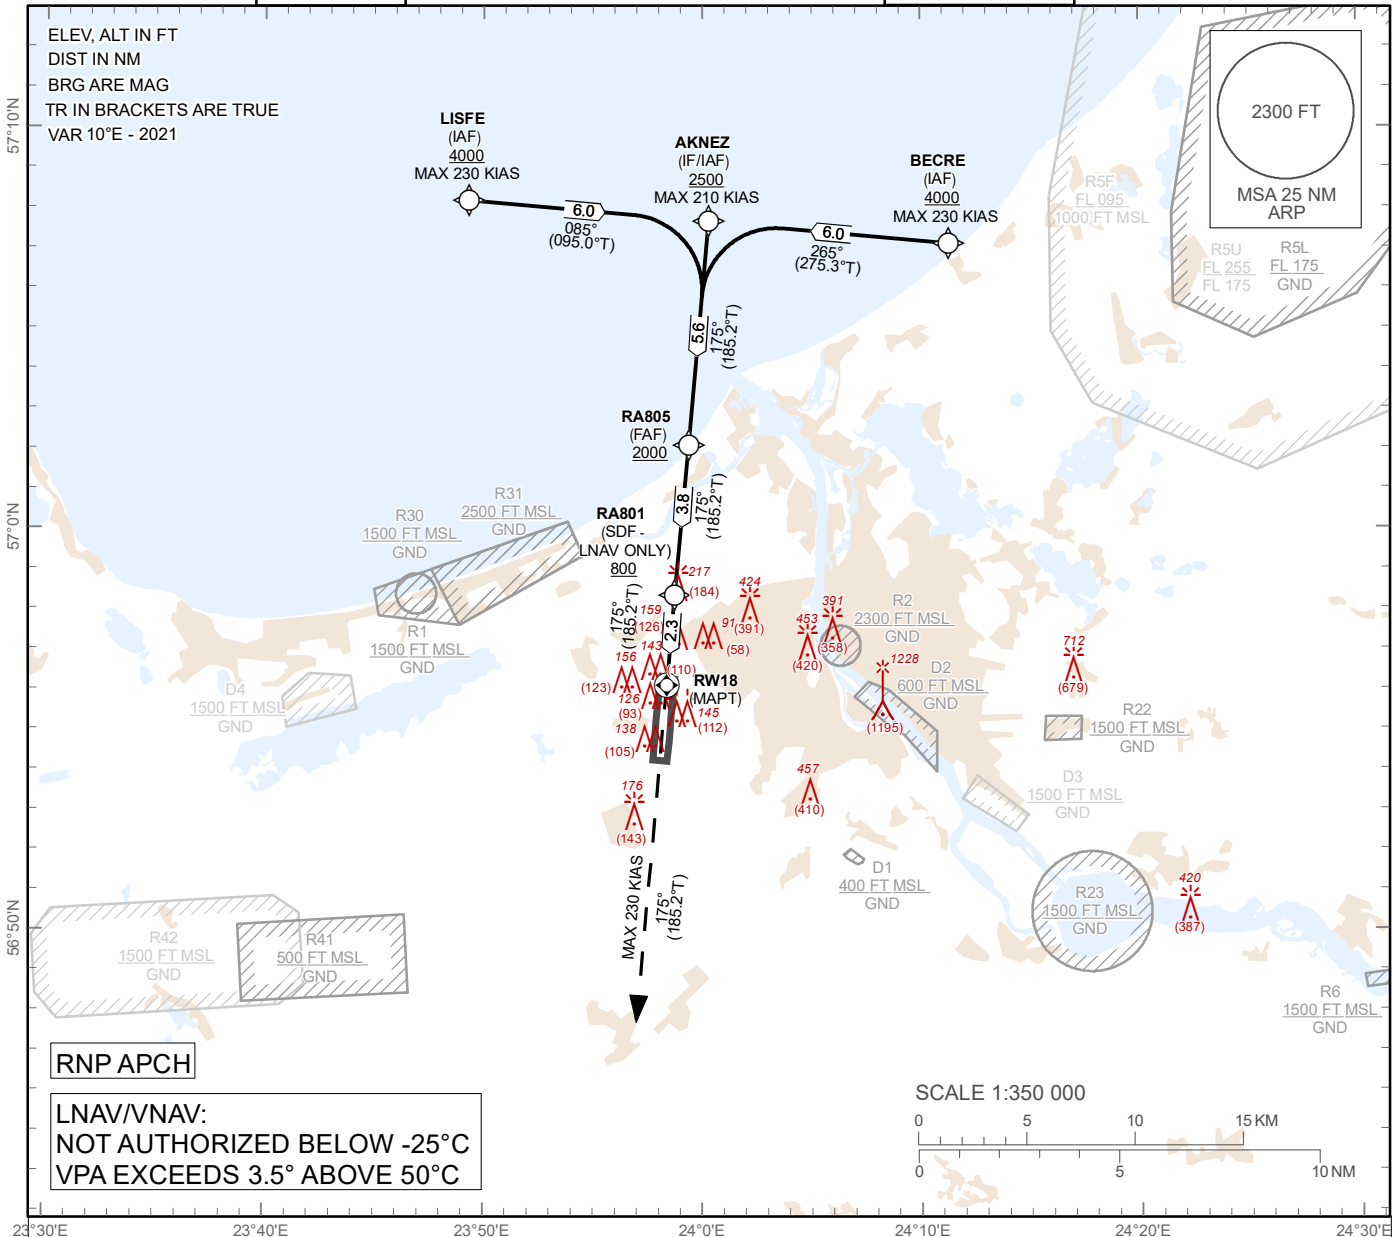 ELEV, ALT IN FT
DIST IN NM
BRG ARE MAG
TR IN BRACKETS ARE TRUE
VAR 10°E - 2021
LISFE
(IAF)
4000
MAX 230 KIAS
AKNEZ
(IF/IAF)
2500
MAX 210 KIAS
BECRE
(IAF)
4000
MAX 230 KIAS
2300 FT
MSA 25 NM
ARP
R5F
FL 095
1000 FT MSL
R5U
FL 255
FL 175
R5L
FL 175
GND
6.0
085°
(095.0°T)
6.0
265°
(275.3°T)
5.6
175°
(185.2°T)
RA805
(FAF)
2000
3.8
175°
(185.2°T)
RA801
(SDF -
LNAV ONLY)
800
R31
2500 FT MSL
GND
R30
1500 FT MSL
GND
R1
1500 FT MSL
GND
D4
1500 FT MSL
GND
175°
(185.2°T)
2.3
217
(184)
159
(126)
143
(110)
91
(58)
424
(391)
453
(420)
391
(358)
R2
2300 FT MSL
GND
1228
(1195)
D2
600 FT MSL
GND
712
(679)
R22
1500 FT MSL
GND
156
(123)
126
(93)
RW18
(MAPT)
145
(112)
138
(105)
176
(143)
457
(410)
D3
1500 FT MSL
GND
D1
400 FT MSL
GND
R23
1500 FT MSL
GND
420
(387)
R6
1500 FT MSL
GND
MAX 230 KIAS
175°
(185.2°T)
R42
1500 FT MSL
GND
R41
500 FT MSL
GND
RNP APCH
LNAV/VNAV:
NOT AUTHORIZED BELOW -25°C
VPA EXCEEDS 3.5° ABOVE 50°C
SCALE 1:350 000
0 5 10 15 KM
0 5 10 NM
57°10'N
57°0'N
56°50'N
23°30'E 23°40'E 23°50'E 24°0'E 24°10'E 24°20'E 24°30'E